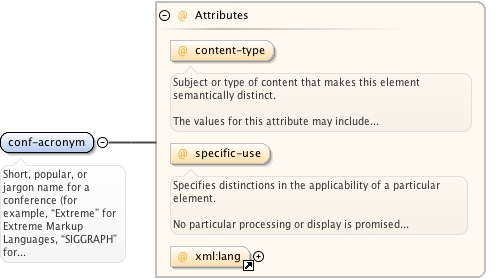 @ Attributes
@ content-type
Subject or type of content that makes this element
semantically distinct.
The values for this attribute may include...
conf-acronym
Short, popular, or
jargon name for a
conference (for
example, “Extreme” for
Extreme Markup
Languages, “SIGGRAPH”
for...
@ specific-use
Specifies distinctions in the applicability of a particular
element.
No particular processing or display is promised...
@ xml:lang